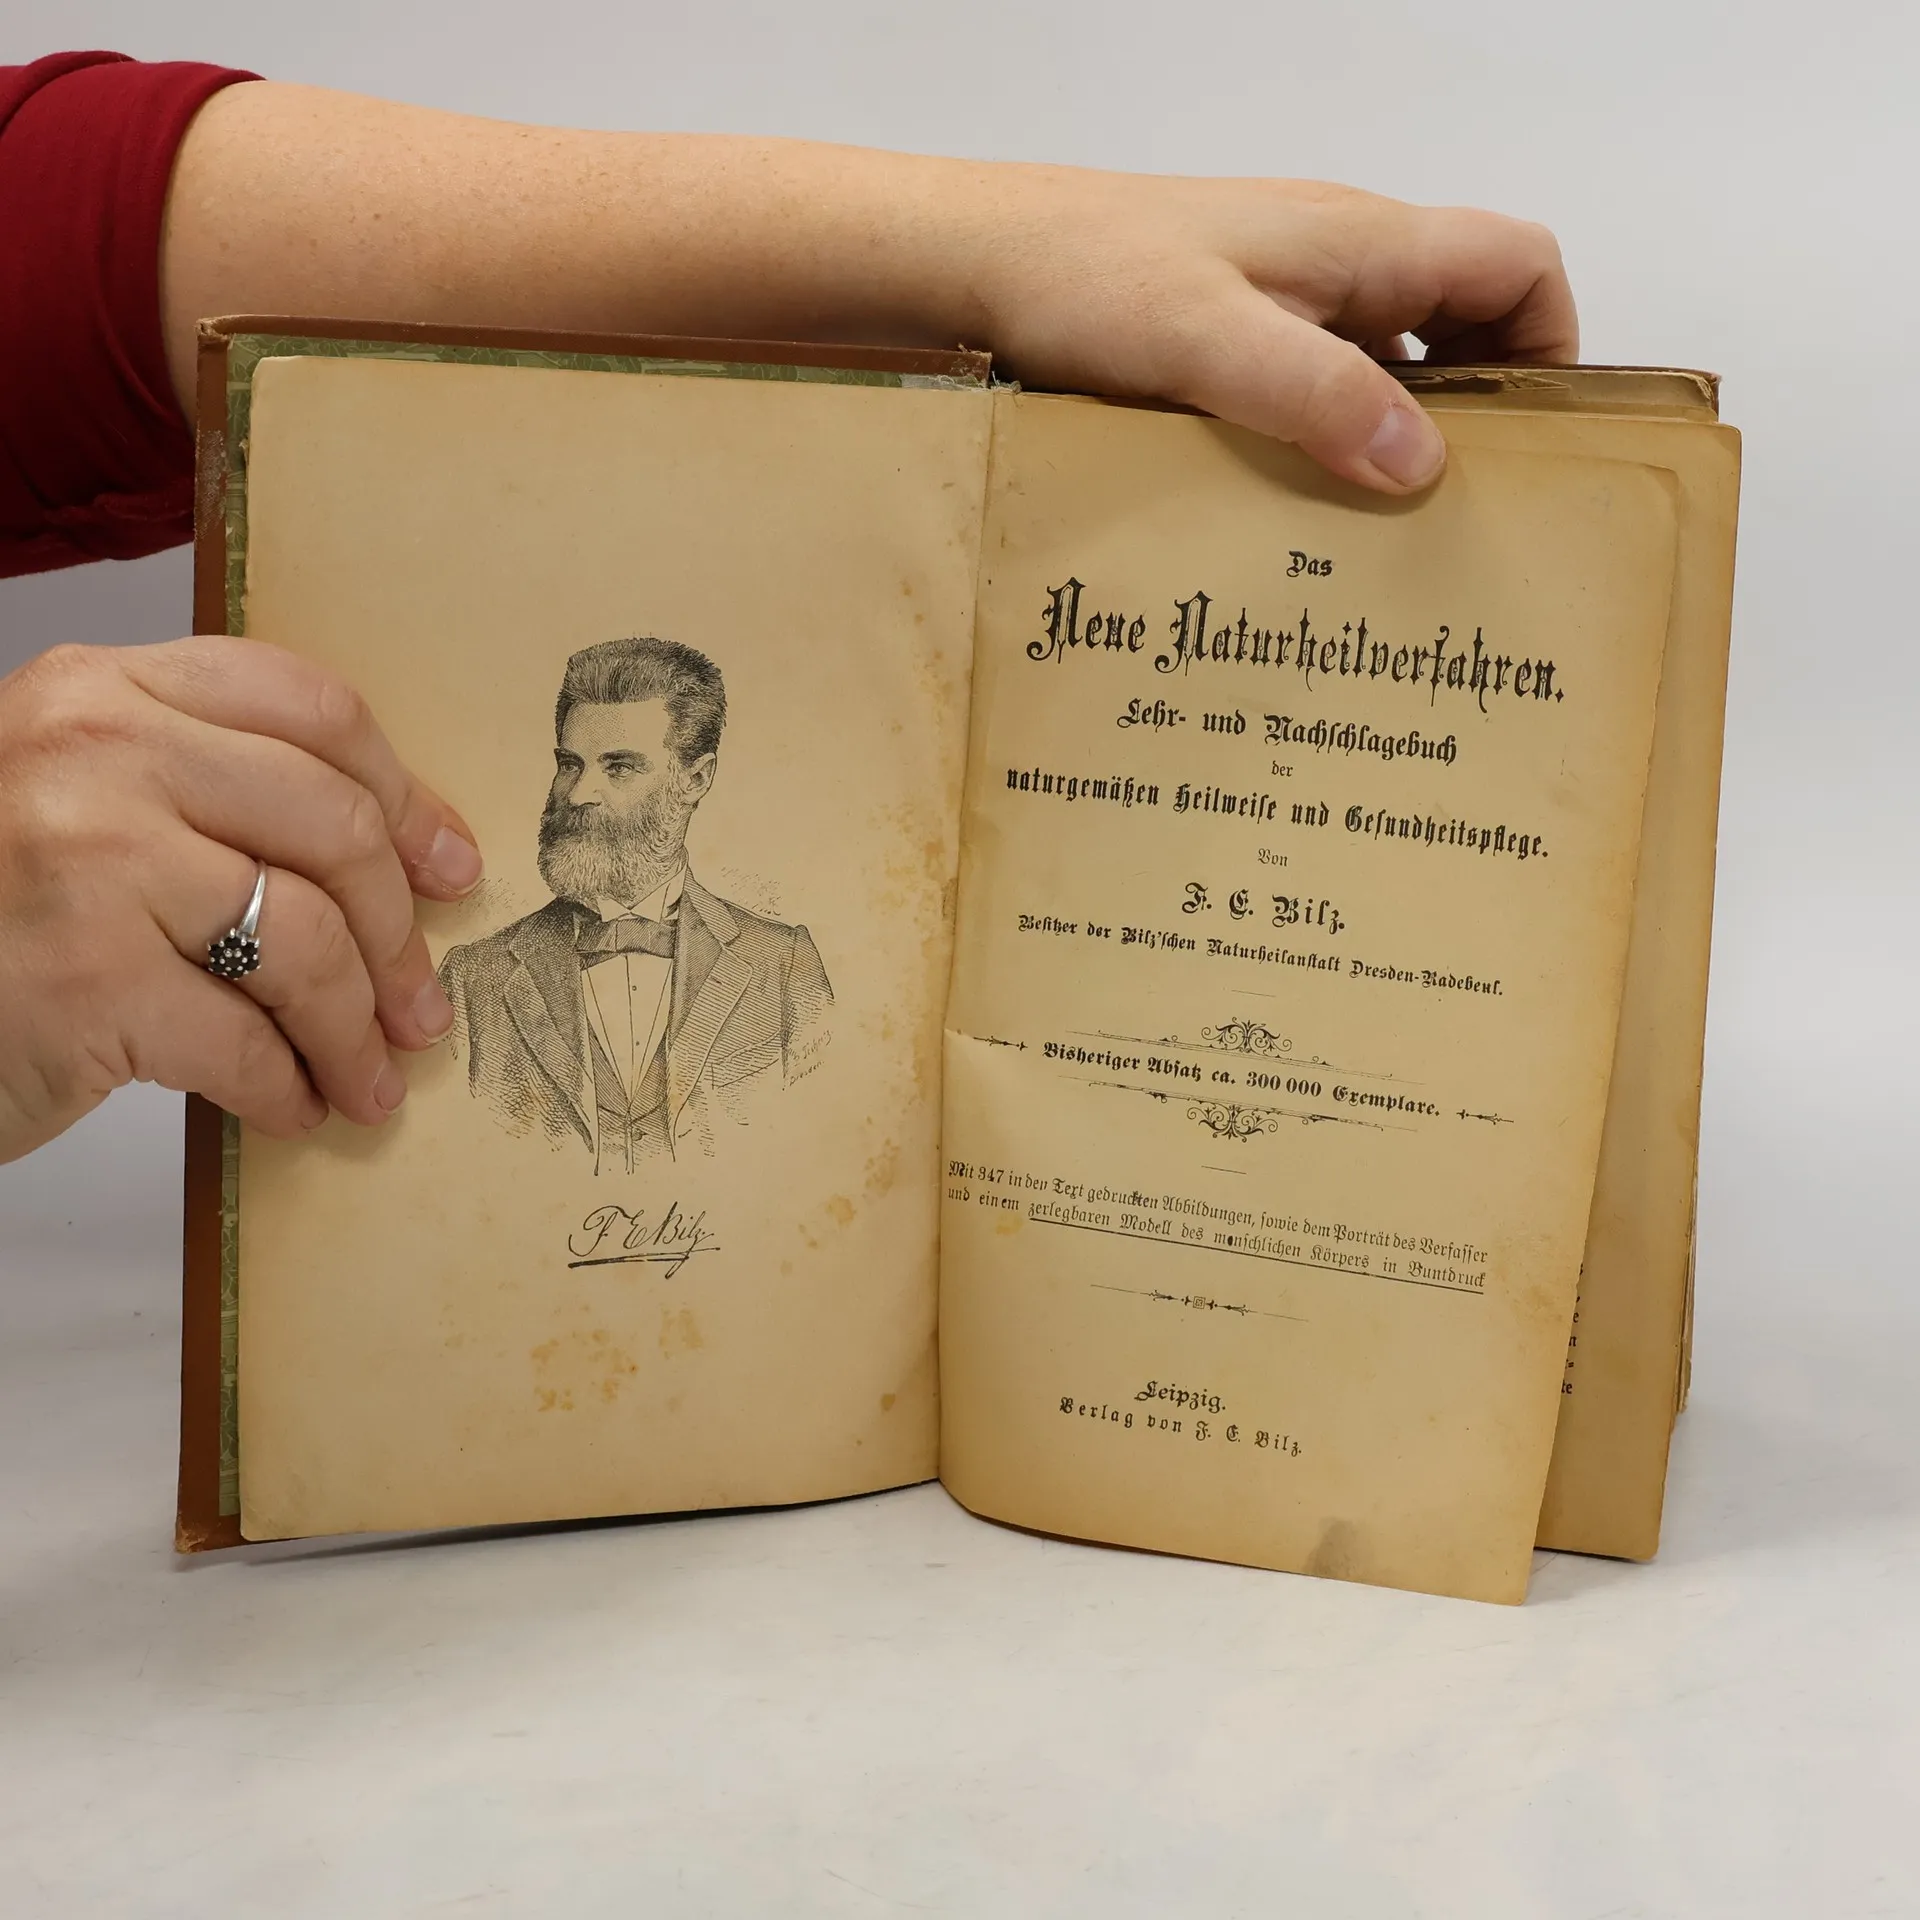 F. E. Bilz
Das
Neue Naturheilverfahren.
Lehr- und Nachschlagebuch
der
naturgemäßen Heilweise und Gesundheitspflege.
Von
F. E. Bilz.
Besitzer der Bilz'schen Naturheilanstalt Dresden-Radebeul.
Bisheriger Absatz ca. 300 000 Exemplare.
Mit 347 in den Text gedruckten Abbildungen, sowie dem Porträt des Verfasser
und einem zerlegbaren Modell des menschlichen Körpers in Buntdruck
Leipzig.
Verlag von F. E. Bilz.